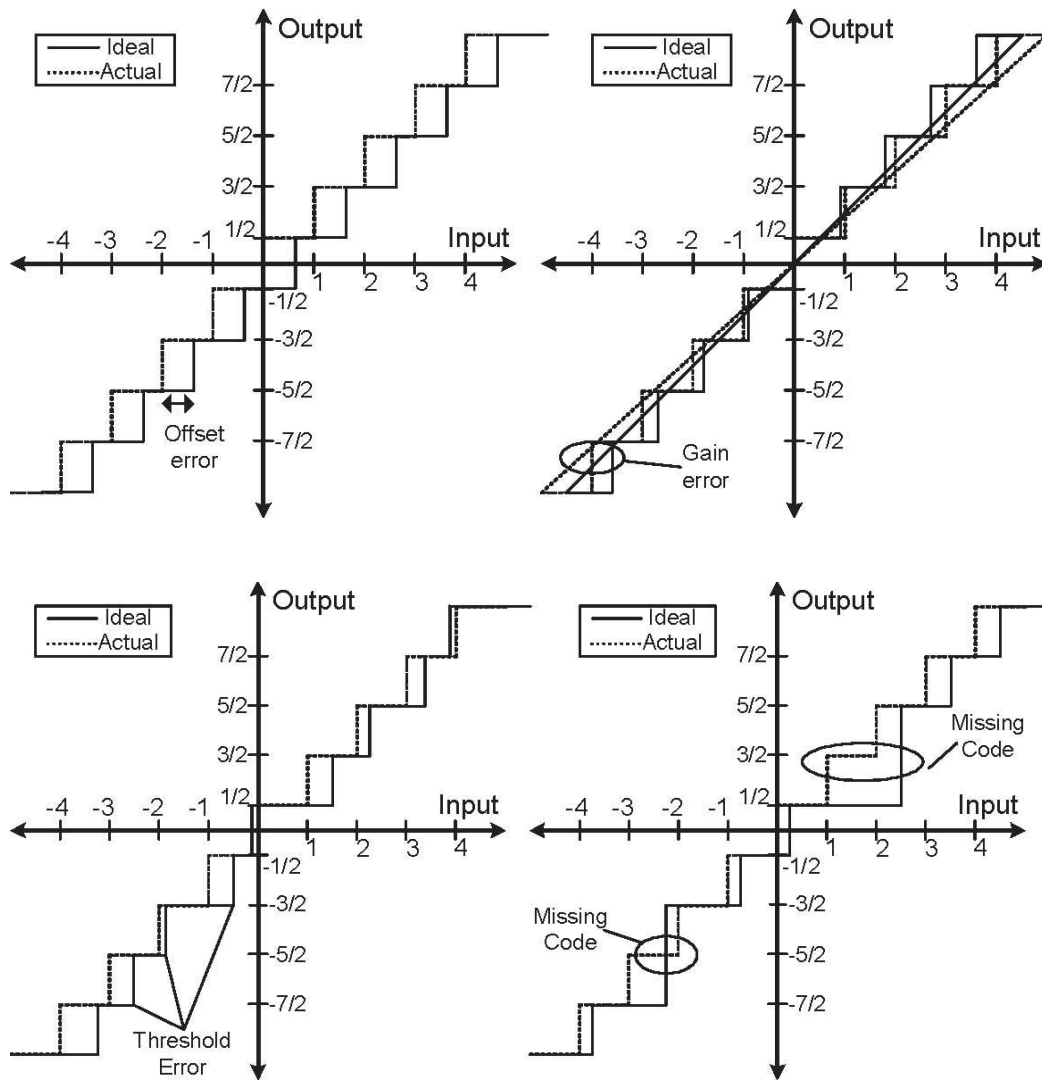 Output
Ideal
Actual
7/2
5/2
3/2
1/2
-4 -3 -2 -1
Input
1 2 3 4
-1/2
-3/2
-5/2
-7/2
Offset
error
Output
Ideal
Actual
7/2
5/2
3/2
1/2
-4 -3 -2 -1
Input
1 2 3 4
-1/2
-3/2
-5/2
-7/2
Gain
error
Output
Ideal
Actual
7/2
5/2
3/2
1/2
-4 -3 -2 -1
Input
1 2 3 4
-1/2
-3/2
-5/2
-7/2
Threshold
Error
Output
Ideal
Actual
7/2
5/2
3/2
1/2
Missing
Code
-4 -3 -2 -1
Input
1 2 3 4
-1/2
-3/2
-5/2
-7/2
Missing
Code